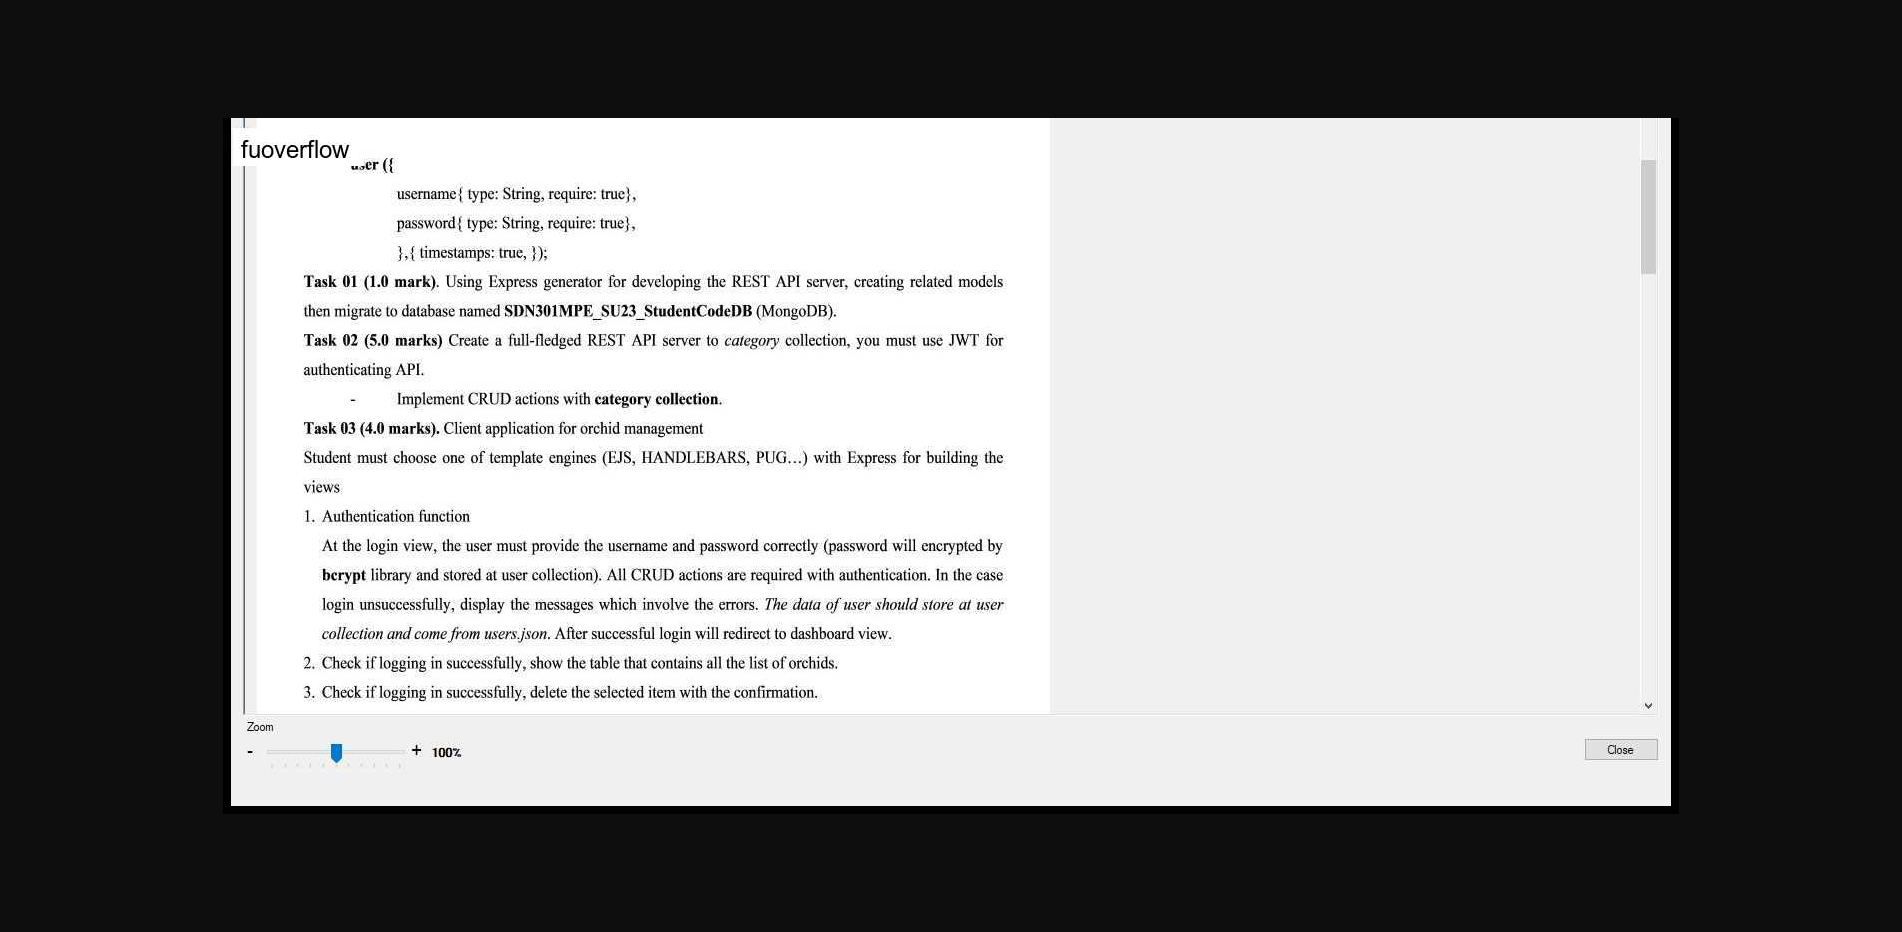 fuoverflow
user ({
username{ type: String, require: true},
password{ type: String, require: true},
},{ timestamps: true, });
Task 01 (1.0 mark). Using Express generator for developing the REST API server, creating related models
then migrate to database named SDN301MPE_SU23_StudentCodeDB (MongoDB).
Task 02 (5.0 marks) Create a full-fledged REST API server to category collection, you must use JWT for
authenticating API.
- Implement CRUD actions with category collection.
Task 03 (4.0 marks). Client application for orchid management
Student must choose one of template engines (EJS, HANDLEBARS, PUG…) with Express for building the
views
1. Authentication function
At the login view, the user must provide the username and password correctly (password will encrypted by
bcrypt library and stored at user collection). All CRUD actions are required with authentication. In the case
login unsuccessfully, display the messages which involve the errors. The data of user should store at user
collection and come from users.json. After successful login will redirect to dashboard view.
2. Check if logging in successfully, show the table that contains all the list of orchids.
3. Check if logging in successfully, delete the selected item with the confirmation.
Zoom
- + 100%
Close